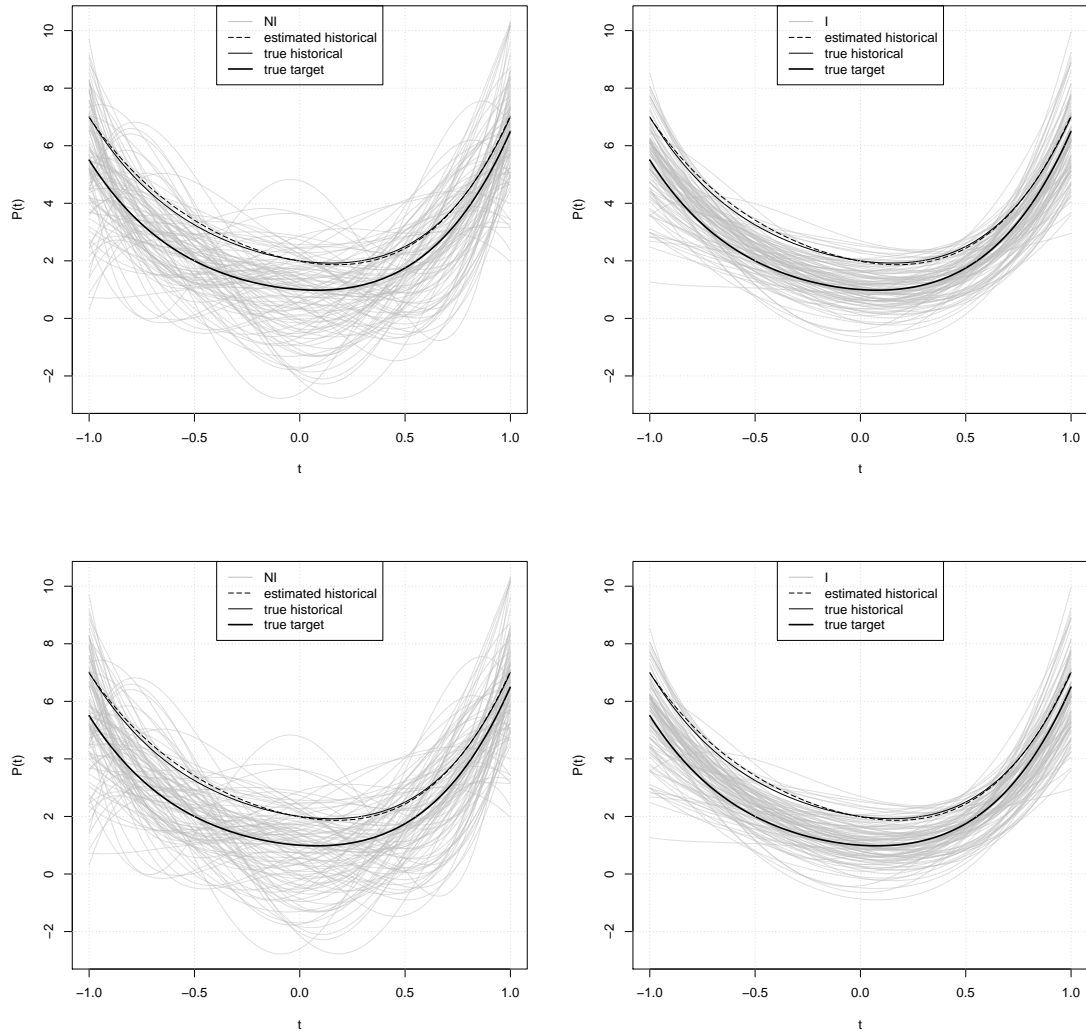 NI
estimated historical
true historical
true target
P(t)
10
8
6
4
2
0
−2
−1.0 −0.5 0.0 0.5 1.0
t
I
estimated historical
true historical
true target
P(t)
10
8
6
4
2
0
−2
−1.0 −0.5 0.0 0.5 1.0
t
NI
estimated historical
true historical
true target
P(t)
10
8
6
4
2
0
−2
−1.0 −0.5 0.0 0.5 1.0
t
I
estimated historical
true historical
true target
P(t)
10
8
6
4
2
0
−2
−1.0 −0.5 0.0 0.5 1.0
t